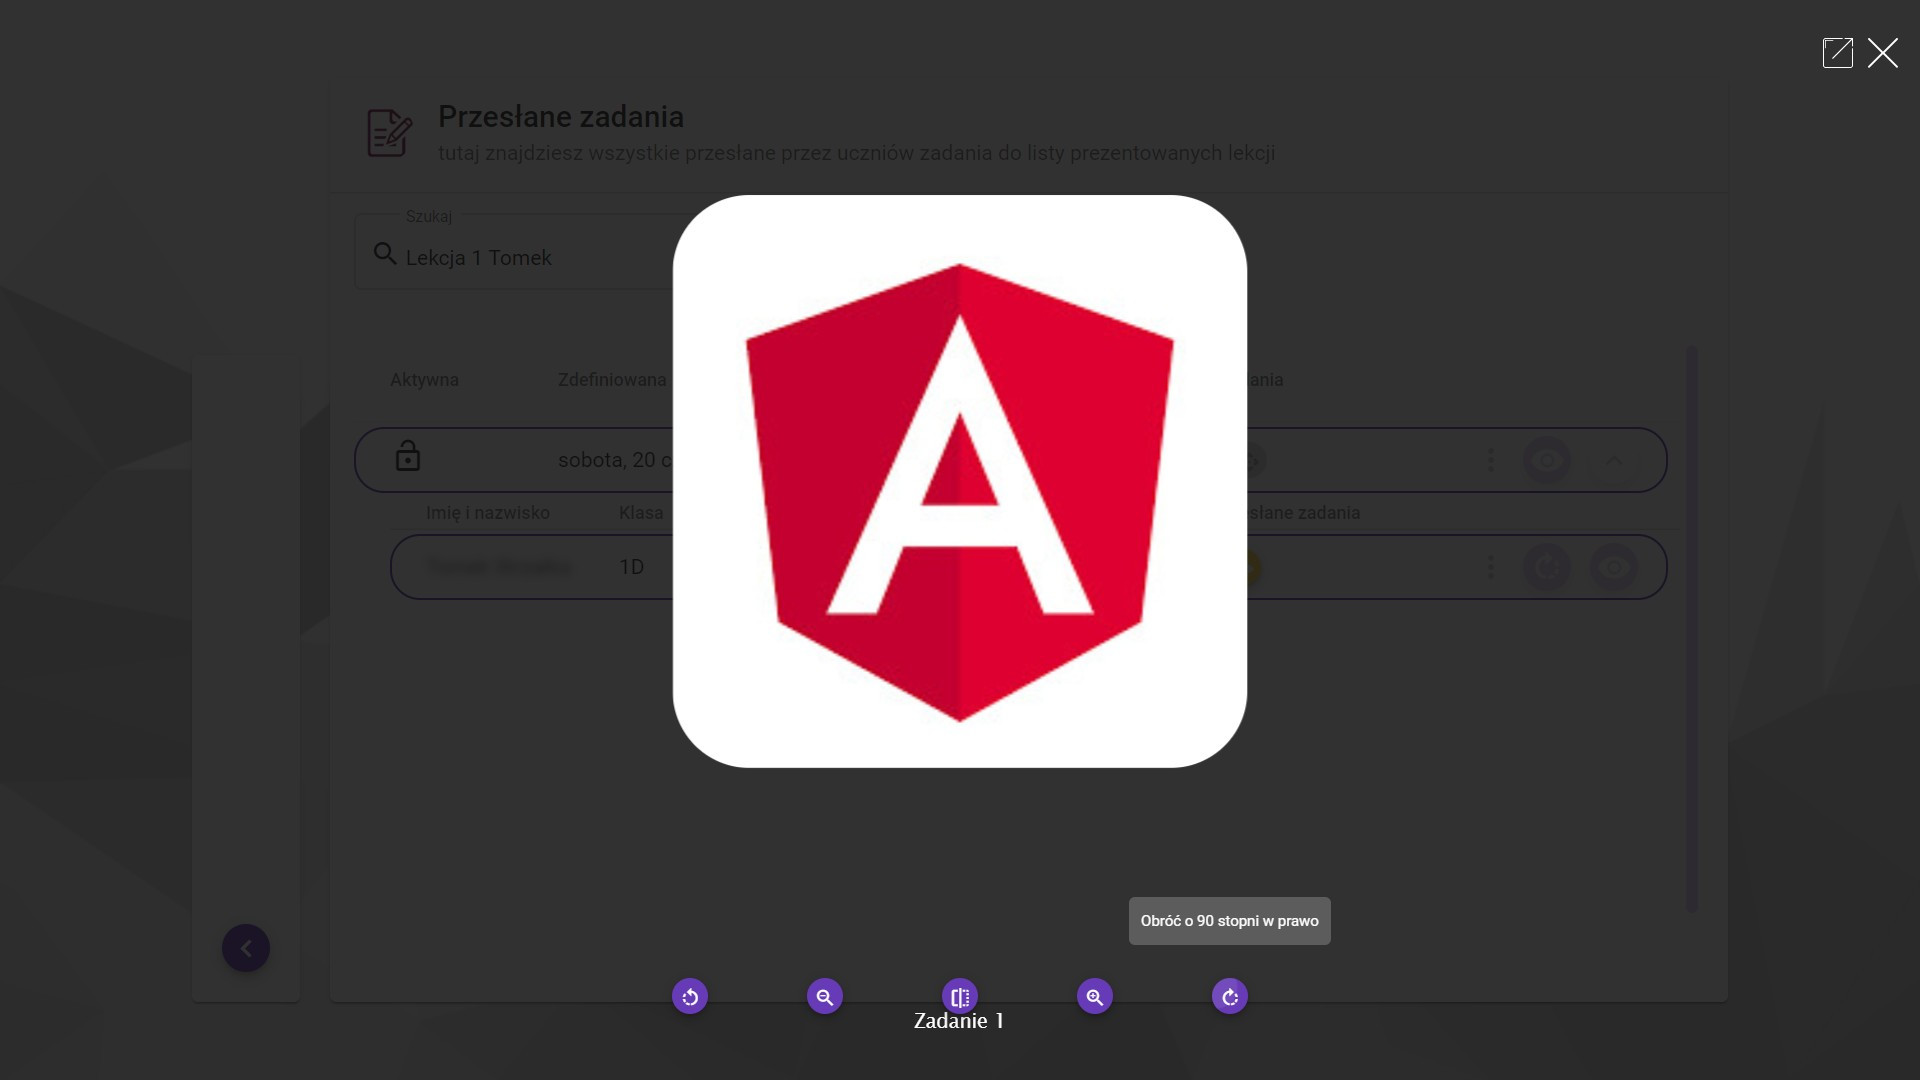 Przesłane zadania
tutaj znajdziesz wszystkie przesłane przez uczniów zadania do listy prezentowanych lekcji
Szukaj
Lekcja 1 Tomek
Aktywna Zdefiniowana ania
sobota, 20 c
Imię i nazwisko Klasa słane zadania
1D
A
Obróć o 90 stopni w prawo
Zadanie 1